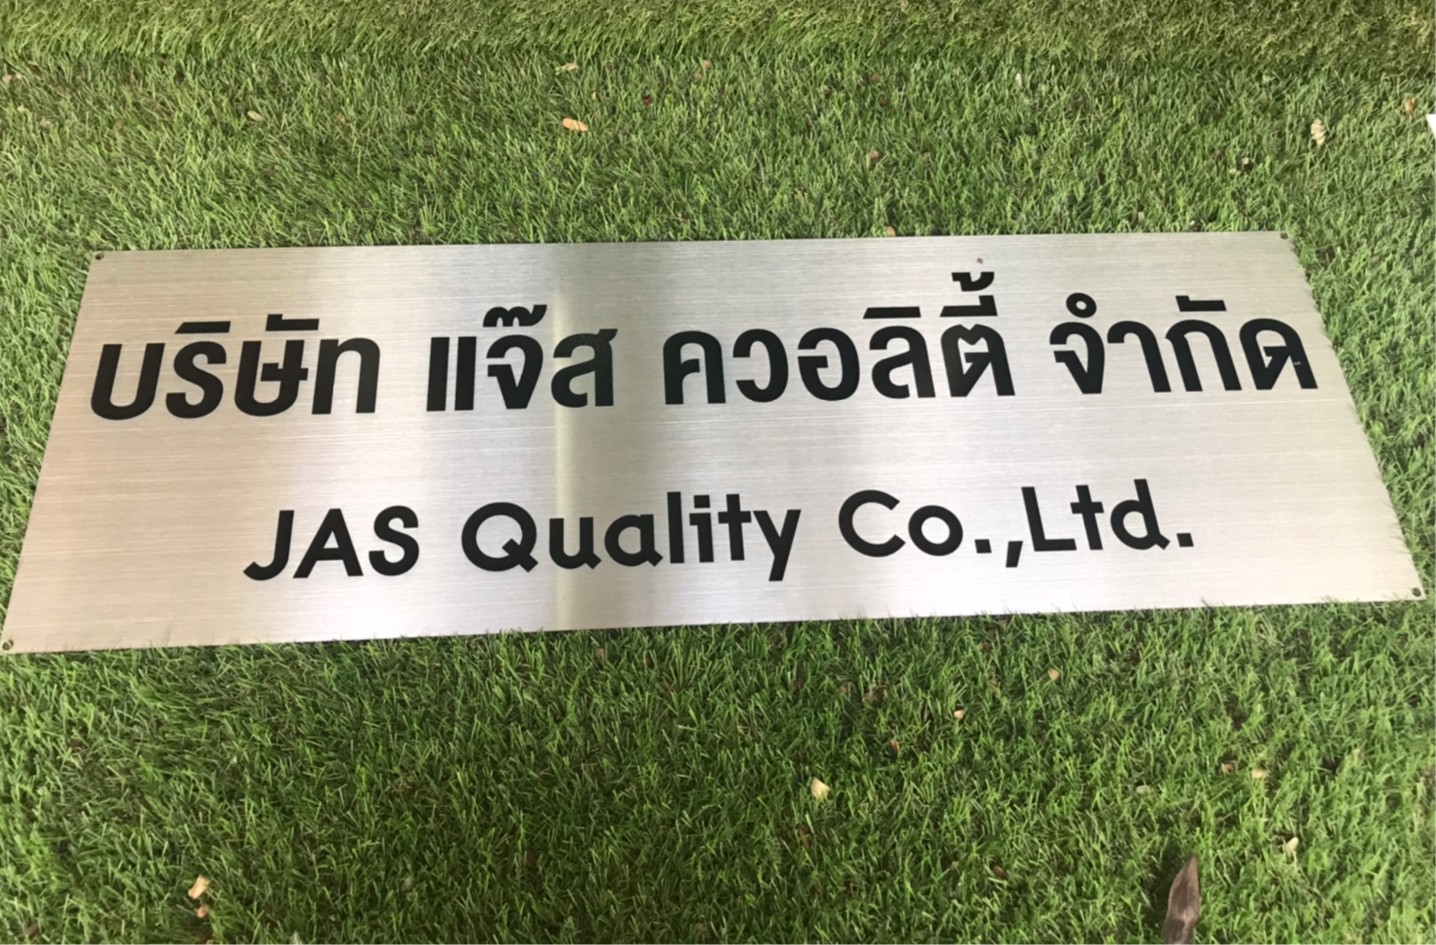 บริษัท แจ๊ส ควอลิตี้ จำกัด
JAS Quality Co.,Ltd.